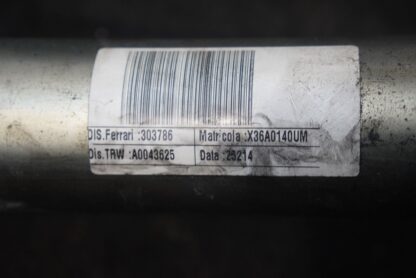 DIS.Ferrari :303786 Matricola :X36A0140UM
Dis.TRW :A0043625 Data :25214